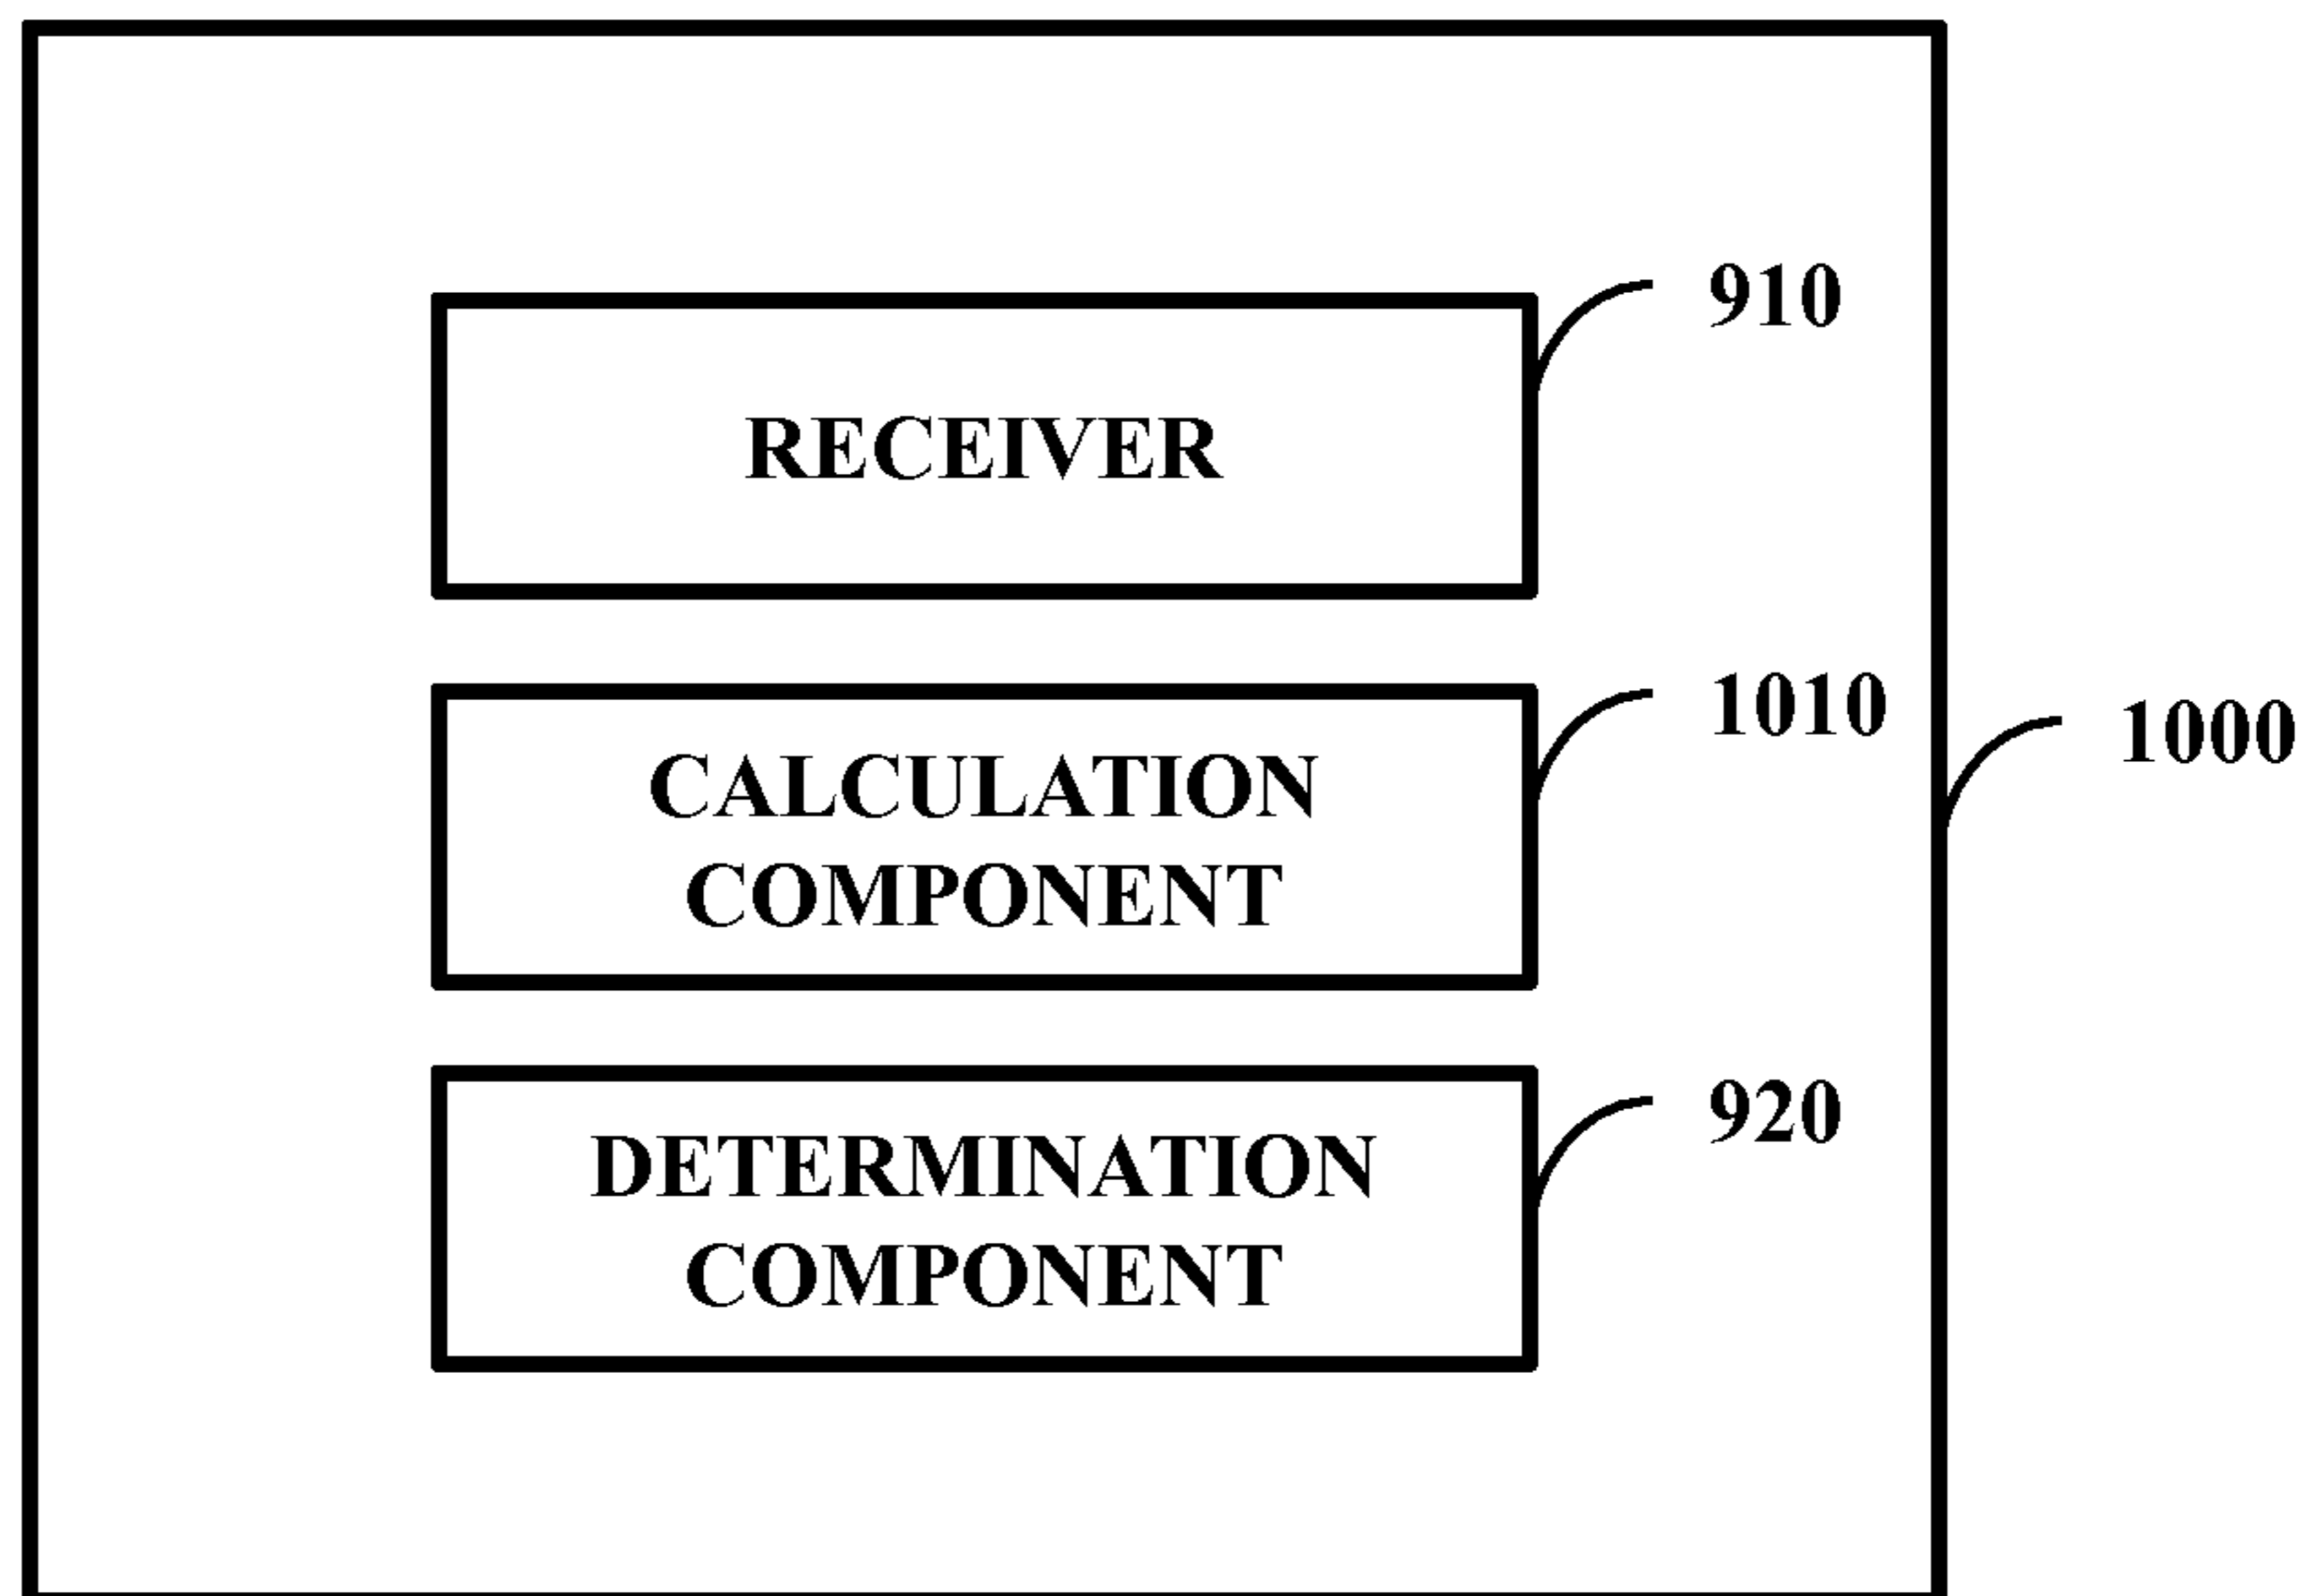 910
RECEIVER
1010
1000
CALCULATION
COMPONENT
920
DETERMINATION
COMPONENT